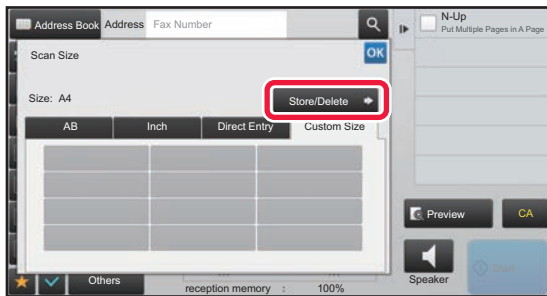 Address Book Address Fax Number
N-Up
Put Multiple Pages in A Page
Scan Size
OK
Size: A4
Store/Delete
AB Inch Direct Entry Custom Size
Preview CA
Start
Others
reception memory : 100%
Speaker